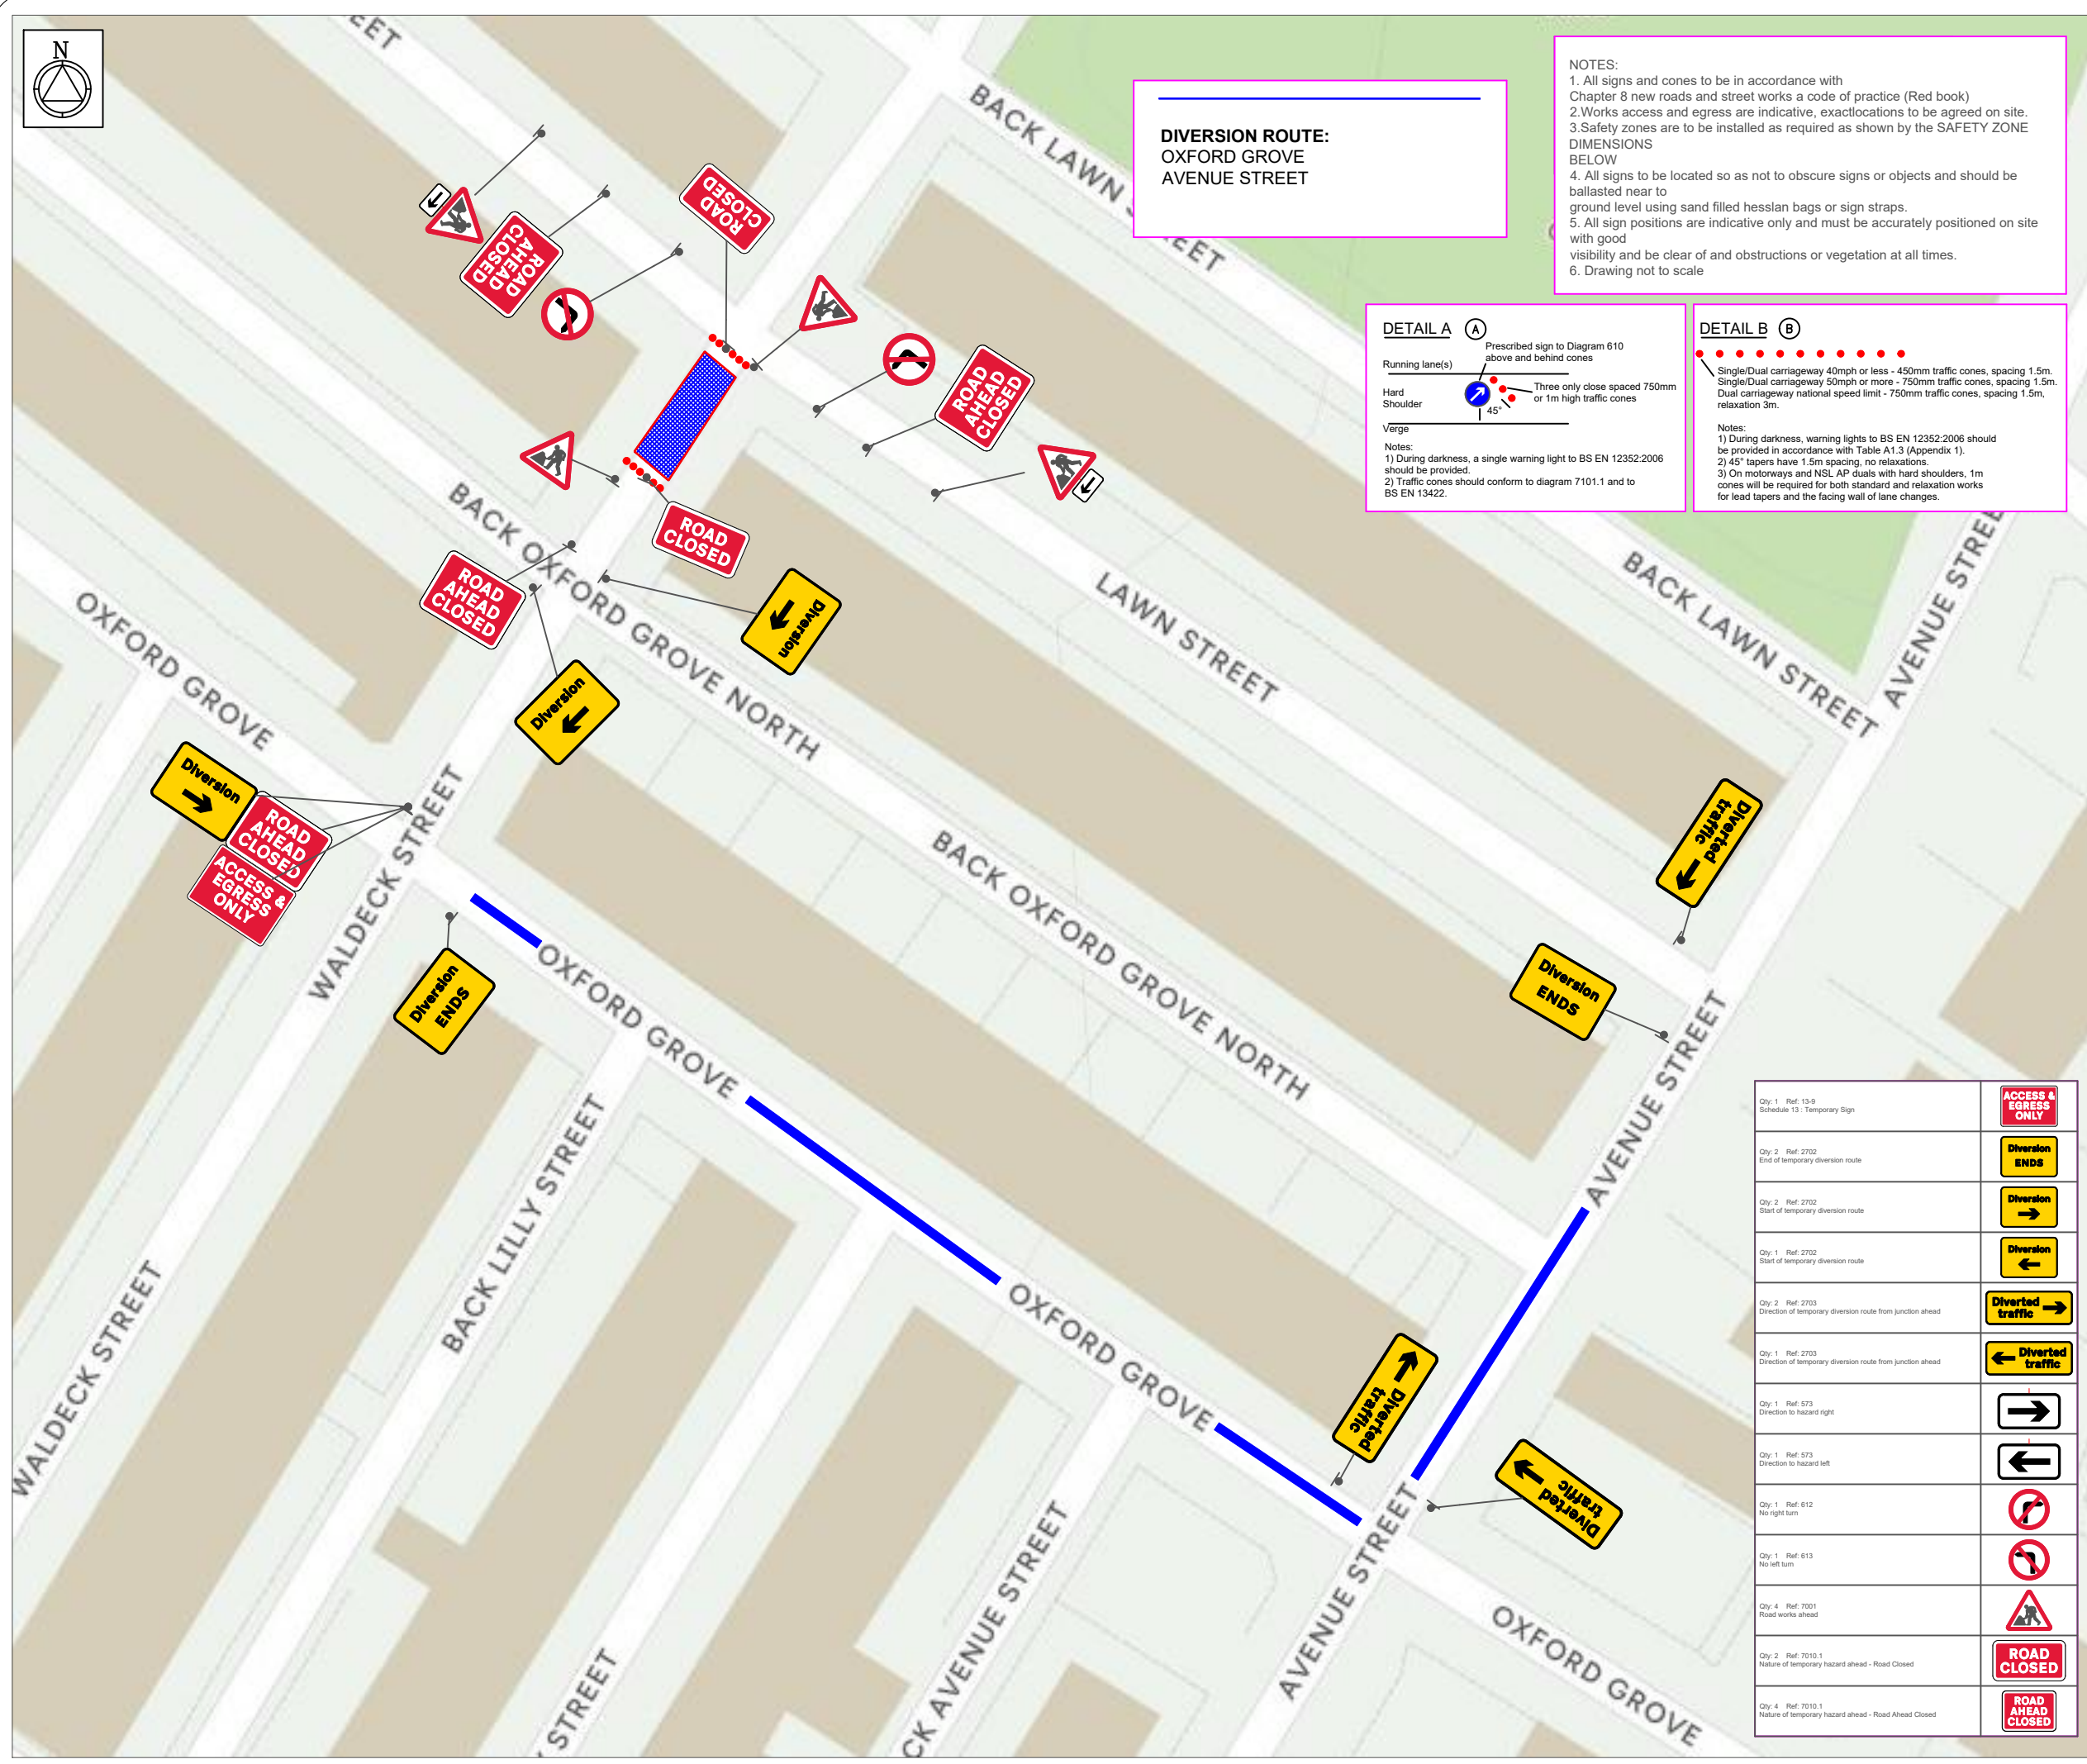 N
EET
BACK LAWN STREET
DIVERSION ROUTE:
OXFORD GROVE
AVENUE STREET
NOTES:
1. All signs and cones to be in accordance with
Chapter 8 new roads and street works a code of practice (Red book)
2.Works access and egress are indicative, exactlocations to be agreed on site.
3.Safety zones are to be installed as required as shown by the SAFETY ZONE
DIMENSIONS
BELOW
4. All signs to be located so as not to obscure signs or objects and should be
ballasted near to
ground level using sand filled hesslan bags or sign straps.
5. All sign positions are indicative only and must be accurately positioned on site
with good
visibility and be clear of and obstructions or vegetation at all times.
6. Drawing not to scale
DETAIL A A
Prescribed sign to Diagram 610
above and behind cones
Running lane(s)
Hard
Shoulder
Three only close spaced 750mm
or 1m high traffic cones
45°
Verge
Notes:
1) During darkness, a single warning light to BS EN 12352:2006
should be provided.
2) Traffic cones should conform to diagram 7101.1 and to
BS EN 13422.
DETAIL B B
Single/Dual carriageway 40mph or less - 450mm traffic cones, spacing 1.5m.
Single/Dual carriageway 50mph or more - 750mm traffic cones, spacing 1.5m.
Dual carriageway national speed limit - 750mm traffic cones, spacing 1.5m,
relaxation 3m.
Notes:
1) During darkness, warning lights to BS EN 12352:2006 should
be provided in accordance with Table A1.3 (Appendix 1).
2) 45° tapers have 1.5m spacing, no relaxations.
3) On motorways and NSL AP duals with hard shoulders, 1m
cones will be required for both standard and relaxation works
for lead tapers and the facing wall of lane changes.
ROAD
CLOSED
ROAD
AHEAD
CLOSED
ROAD
AHEAD
CLOSED
ROAD
CLOSED
ROAD
AHEAD
CLOSED
Diversion
Diversion
BACK OXFORD GROVE NORTH
LAWN STREET
BACK LAWN STREET
AVENUE STREET
OXFORD GROVE
Diversion
ROAD
AHEAD
CLOSED
ACCESS &
EGRESS
ONLY
WALDECK STREET
Diversion
ENDS
OXFORD GROVE
BACK OXFORD GROVE NORTH
Diverted
traffic
Diversion
ENDS
AVENUE STREET
BACK LILLY STREET
WALDECK STREET
OXFORD GROVE
Diverted
traffic
Diverted
traffic
AVENUE STREET
OXFORD GROVE
CK AVENUE STREET
Y STREET
Qty: 1 Ref: 13-9
Schedule 13 : Temporary Sign
ACCESS &
EGRESS
ONLY
Qty: 2 Ref: 2702
End of temporary diversion route
Diversion
ENDS
Qty: 2 Ref: 2702
Start of temporary diversion route
Diversion
Qty: 1 Ref: 2702
Start of temporary diversion route
Diversion
Qty: 2 Ref: 2703
Direction of temporary diversion route from junction ahead
Diverted
traffic
Qty: 1 Ref: 2703
Direction of temporary diversion route from junction ahead
Diverted
traffic
Qty: 1 Ref: 573
Direction to hazard right
Qty: 1 Ref: 573
Direction to hazard left
Qty: 1 Ref: 612
No right turn
Qty: 1 Ref: 613
No left turn
Qty: 4 Ref: 7001
Road works ahead
Qty: 2 Ref: 7010.1
Nature of temporary hazard ahead - Road Closed
ROAD
CLOSED
Qty: 4 Ref: 7010.1
Nature of temporary hazard ahead - Road Ahead Closed
ROAD
AHEAD
CLOSED